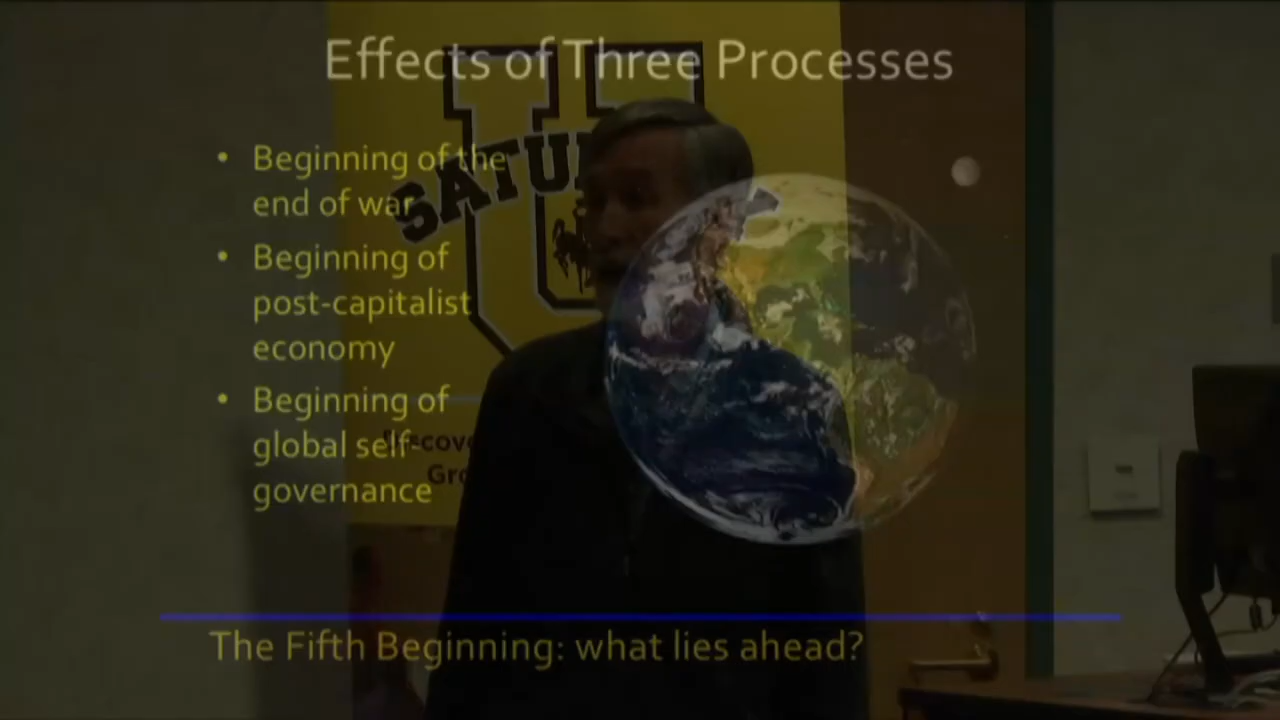 Effects of Three Processes
• Beginning of the
end of war
• Beginning of
post-capitalist
economy
• Beginning of
global self-
governance
The Fifth Beginning: what lies ahead?
U
SATU